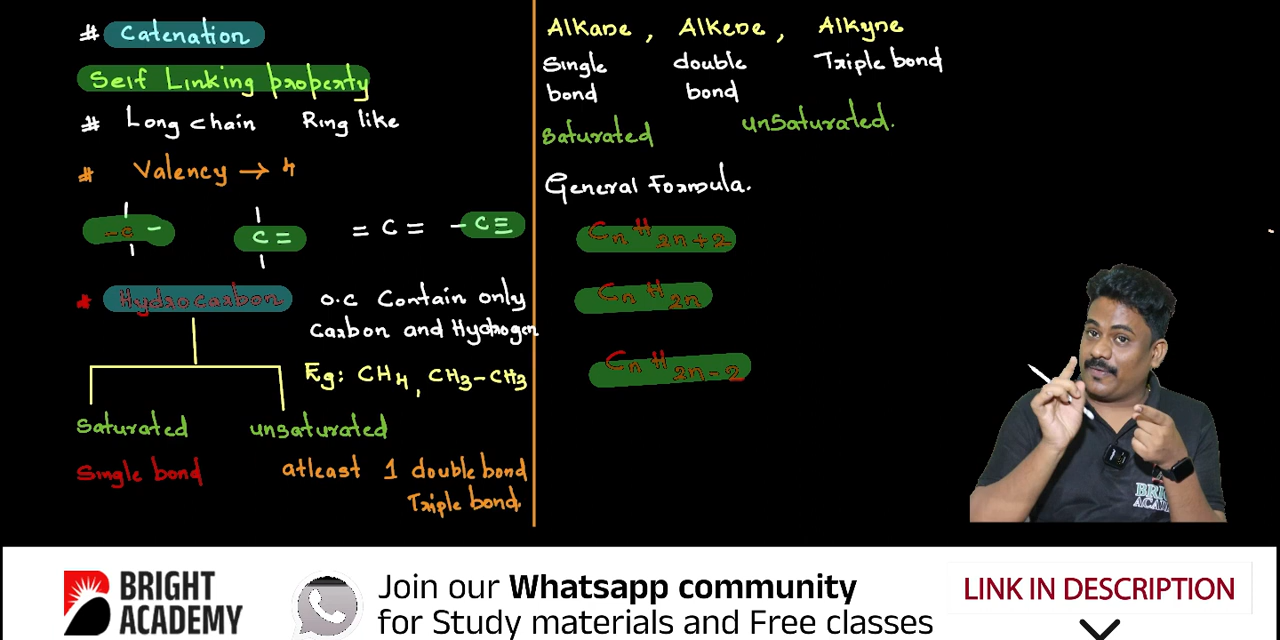 # Catenation
Self Linking property
# Long chain Ring like
# Valency → 4
-C- C= =C= -C≡
# Hydrocarbon O.C Contain only
Carbon and Hydrogen
Eg: CH4, CH3-CH3
Saturated unsaturated
Single bond atleast 1 double bond
Triple bond
Alkane, Alkene, Alkyne
Single double Triple bond
bond bond
Saturated unsaturated.
General Formula.
CnH2n+2
CnH2n
CnH2n-2
BRIGHT
ACADEMY
Join our Whatsapp community
for Study materials and Free classes
LINK IN DESCRIPTION